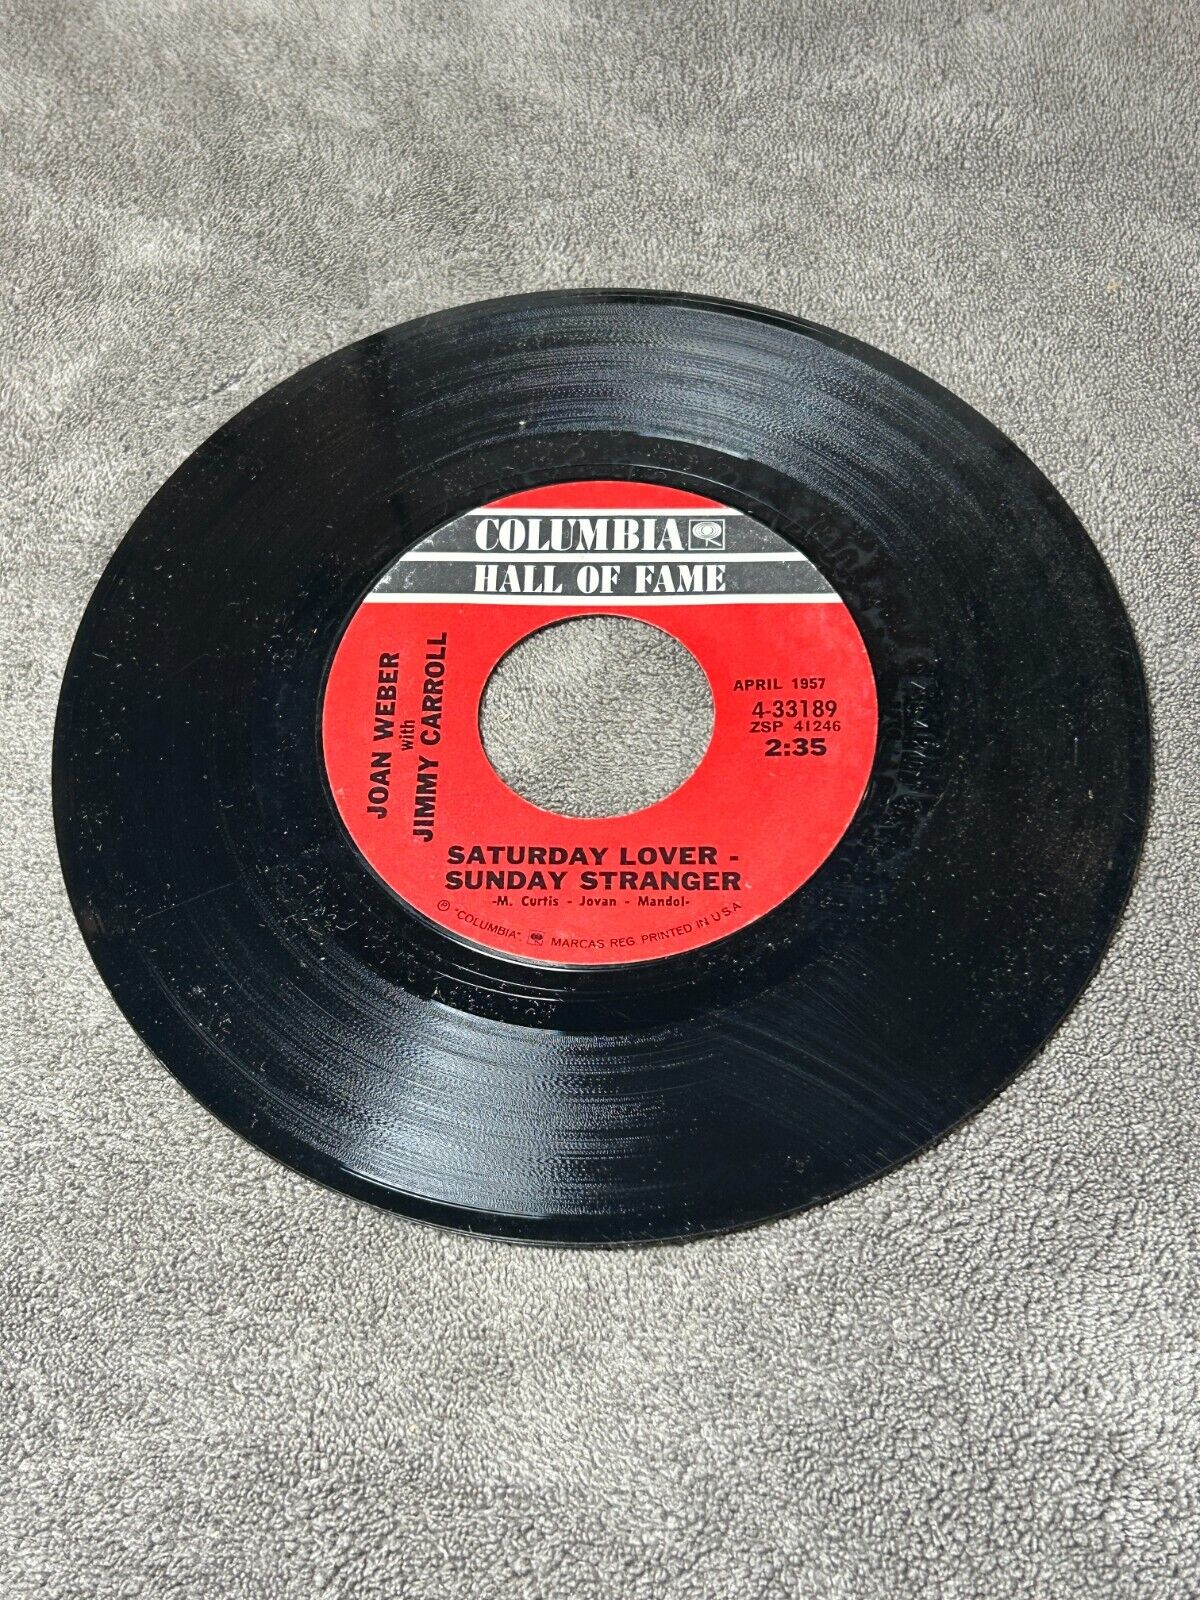 COLUMBIA
HALL OF FAME
JOAN WEBER
with
JIMMY CARROLL
APRIL 1957
4-33189
ZSP 41246
2:35
SATURDAY LOVER -
SUNDAY STRANGER
-M. Curtis - Jovan - Mandol-
Ⓟ "COLUMBIA", MARCAS REG. PRINTED IN U.S.A.